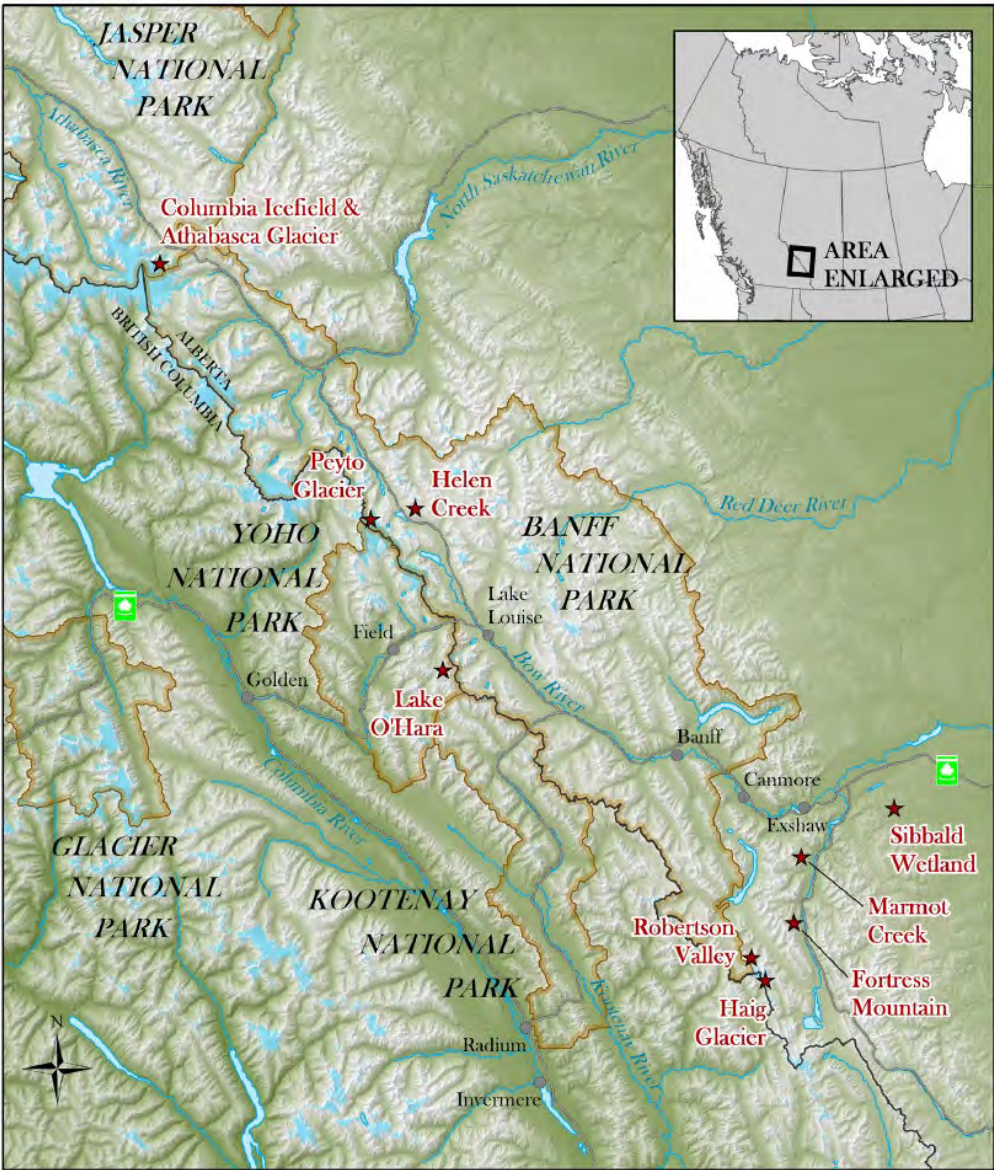 JASPER
NATIONAL
PARK
Athabasca River
North Saskatchewan River
Columbia Icefield &
Athabasca Glacier
AREA
ENLARGED
ALBERTA
BRITISH COLUMBIA
Peyto
Glacier
Helen
Creek
Red Deer River
YOHO
NATIONAL
PARK
BANFF
NATIONAL
PARK
Lake
Louise
Field
Bow River
Golden
Lake
O'Hara
Banff
Columbia River
Canmore
Exshaw
Sibbald
Wetland
GLACIER
NATIONAL
PARK
KOOTENAY
NATIONAL
PARK
Marmot
Creek
Robertson
Valley
Fortress
Mountain
Haig
Glacier
Kootenay River
N
Radium
Invermere